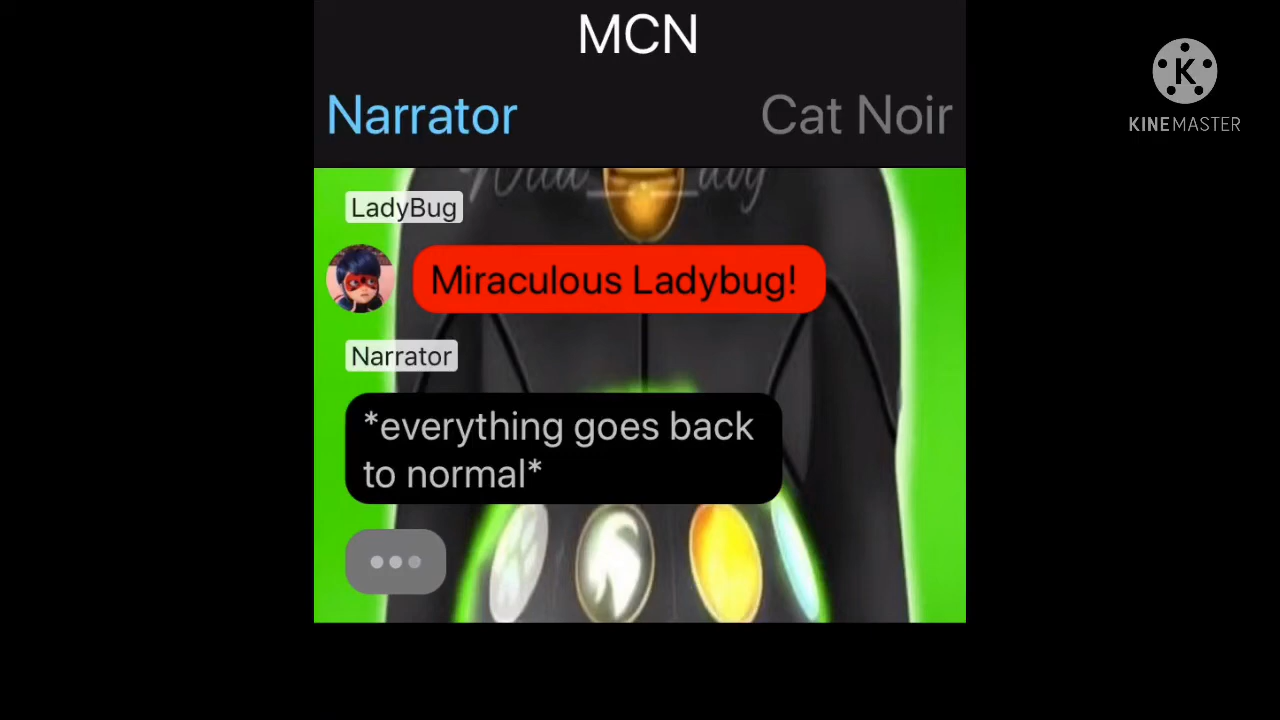 MCN
Narrator
Cat Noir
LadyBug
Miraculous Ladybug!
Narrator
*everything goes back
to normal*
K
KINEMASTER